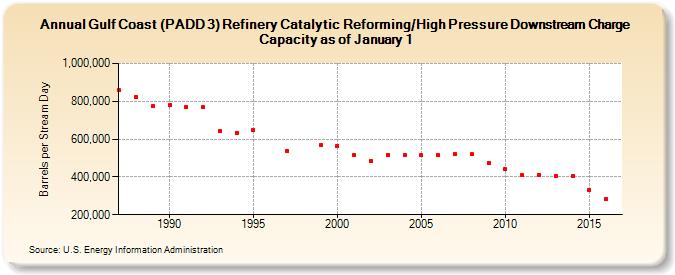 Annual Gulf Coast (PADD 3) Refinery Catalytic Reforming/High Pressure Downstream Charge
Capacity as of January 1
Barrels per Stream Day
1,000,000
800,000
600,000
400,000
200,000
1990
1995
2000
2005
2010
2015
Source: U.S. Energy Information Administration